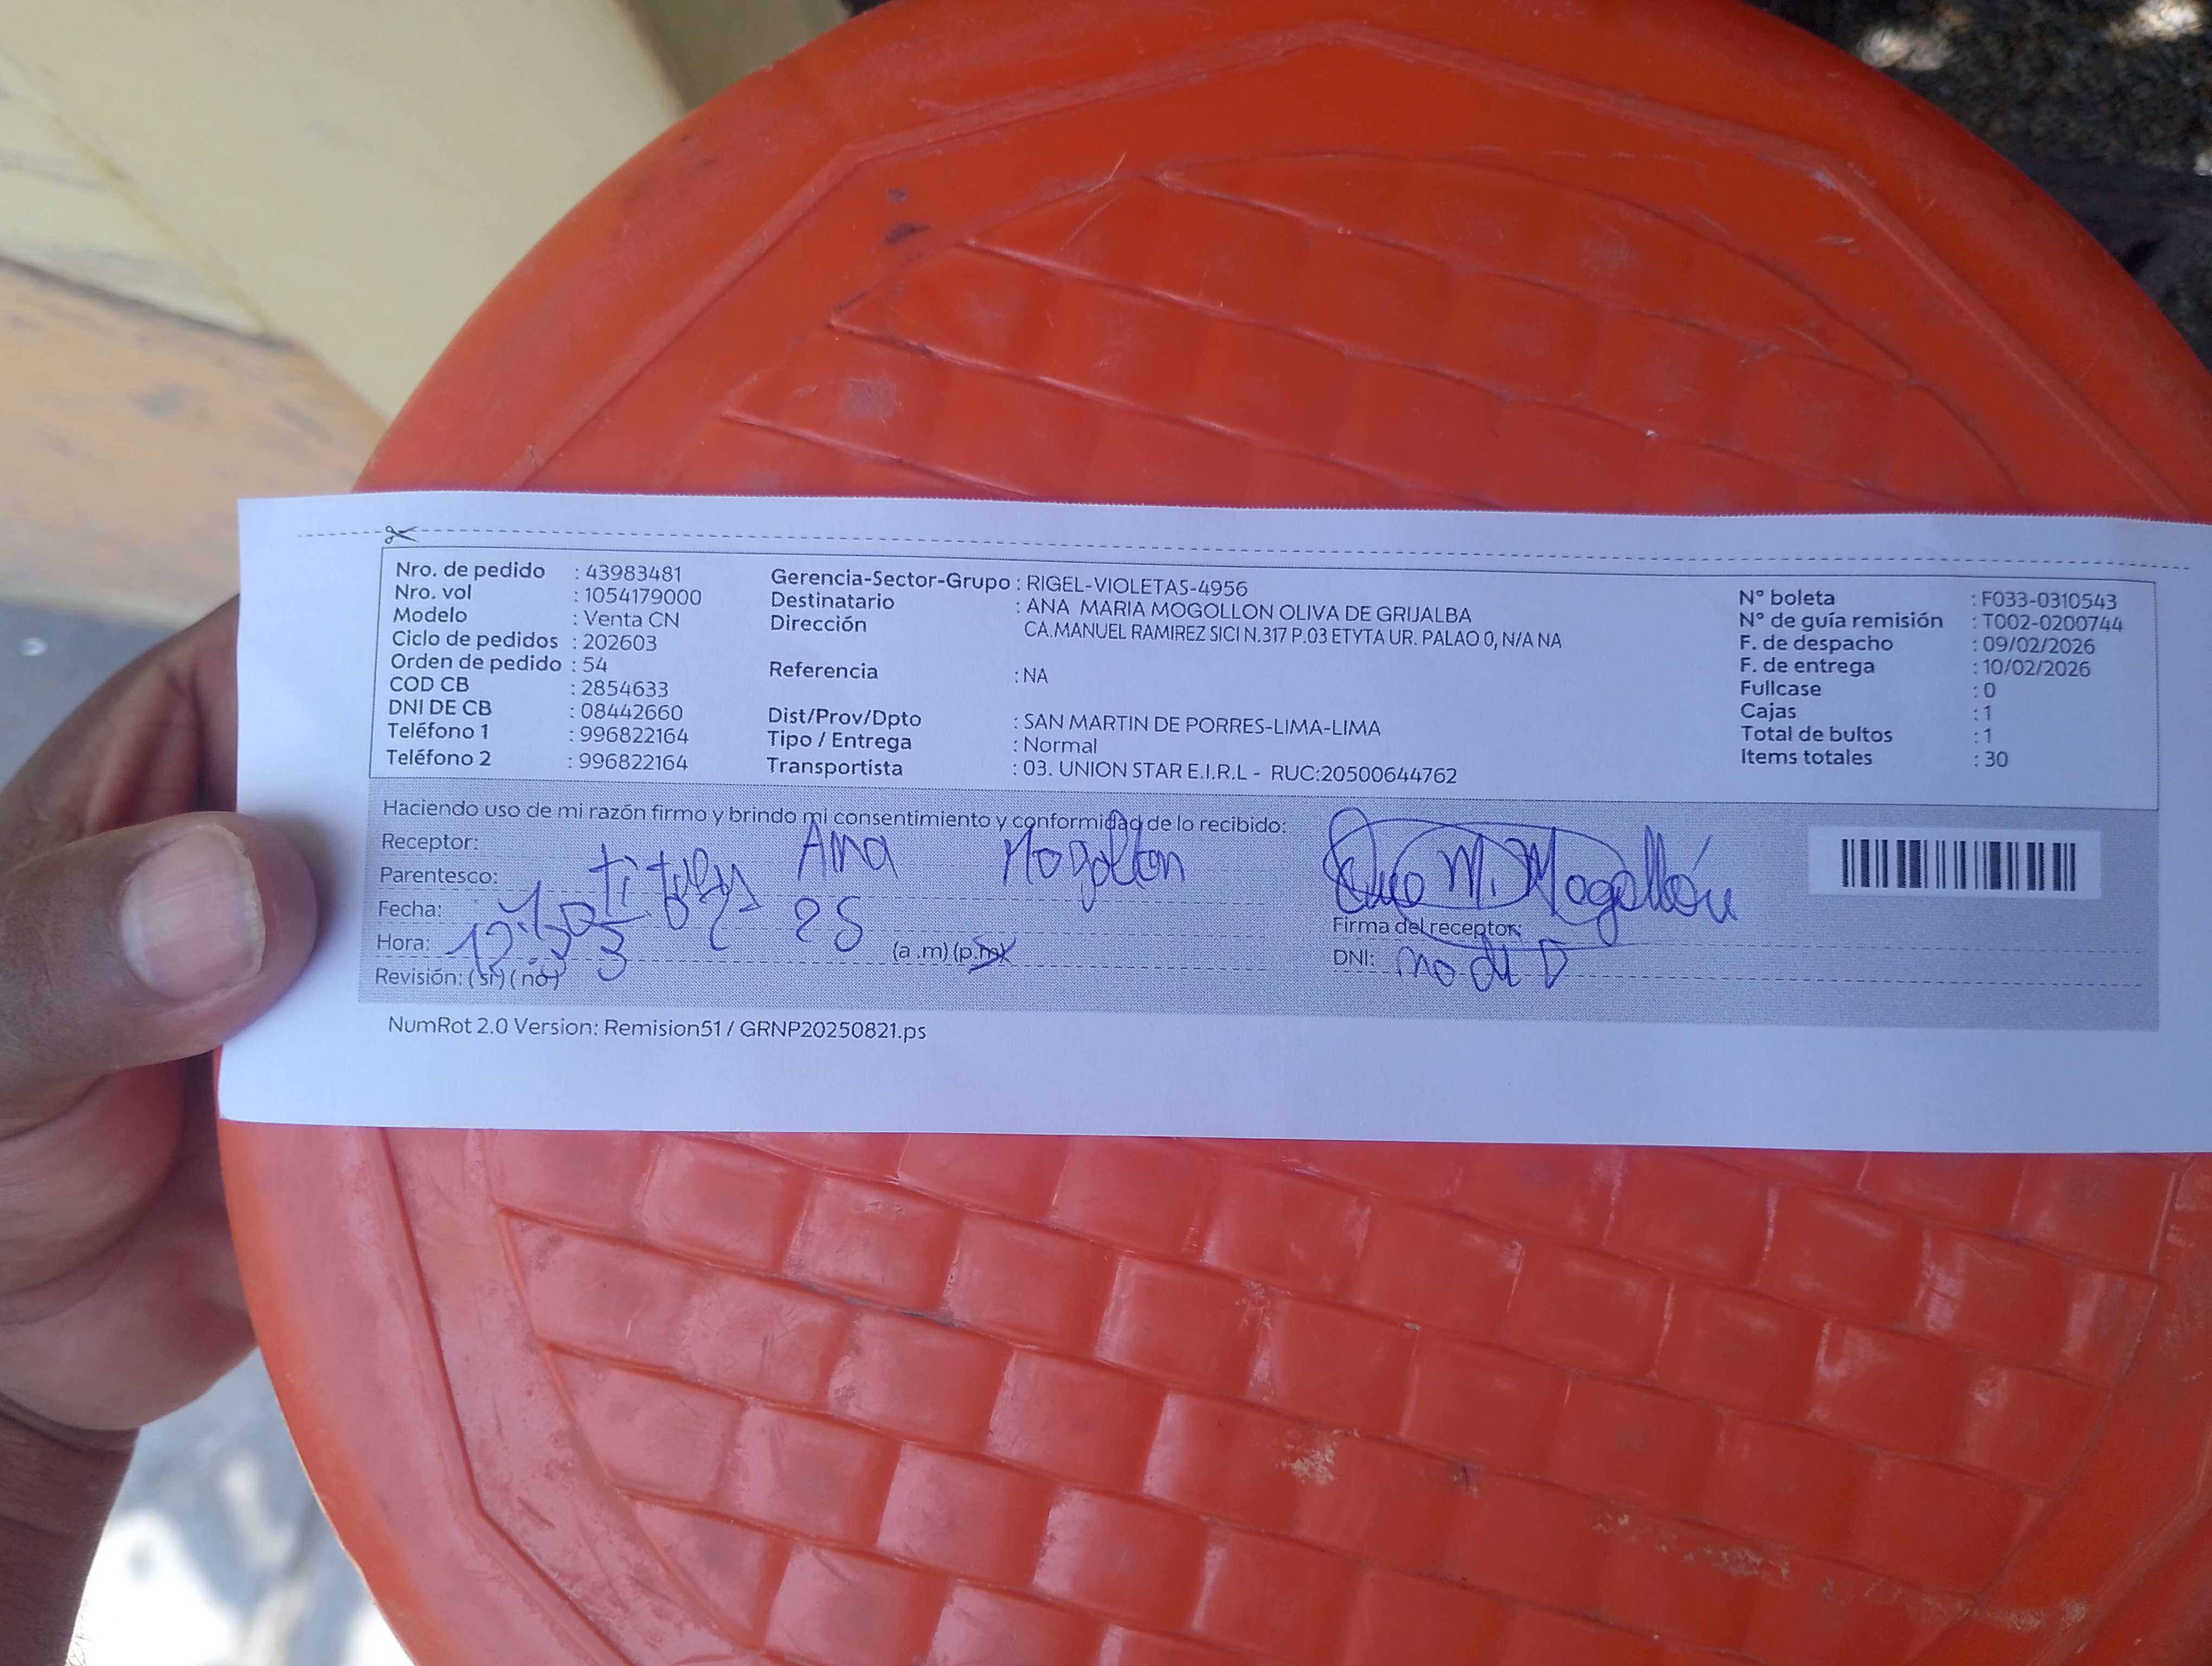 Nro. de pedido : 43983481
Nro. vol : 1054179000
Modelo : Venta CN
Ciclo de pedidos : 202603
Orden de pedido : 54
COD CB : 2854633
DNI DE CB : 08442660
Teléfono 1 : 996822164
Teléfono 2 : 996822164
Gerencia-Sector-Grupo : RIGEL-VIOLETAS-4956
Destinatario : ANA MARIA MOGOLLON OLIVA DE GRIJALBA
Dirección CA.MANUEL RAMIREZ SICI N.317 P.03 ETYTA UR. PALAO 0, N/A NA
Referencia : NA
Dist/Prov/Dpto : SAN MARTIN DE PORRES-LIMA-LIMA
Tipo / Entrega : Normal
Transportista : 03. UNION STAR E.I.R.L - RUC:20500644762
N° boleta : F033-0310543
N° de guía remisión : T002-0200744
F. de despacho : 09/02/2026
F. de entrega : 10/02/2026
Fullcase : 0
Cajas : 1
Total de bultos : 1
Items totales : 30
Haciendo uso de mi razón firmo y brindo mi consentimiento y conformidad de lo recibido:
Receptor: Ana Mogollon
Parentesco:
Fecha:
Hora: (a.m) (p.m)
Revisión: (si) (no)
M. Mogollón
Firma del receptor:
DNI: no dio
NumRot 2.0 Version: Remision51 / GRNP20250821.ps